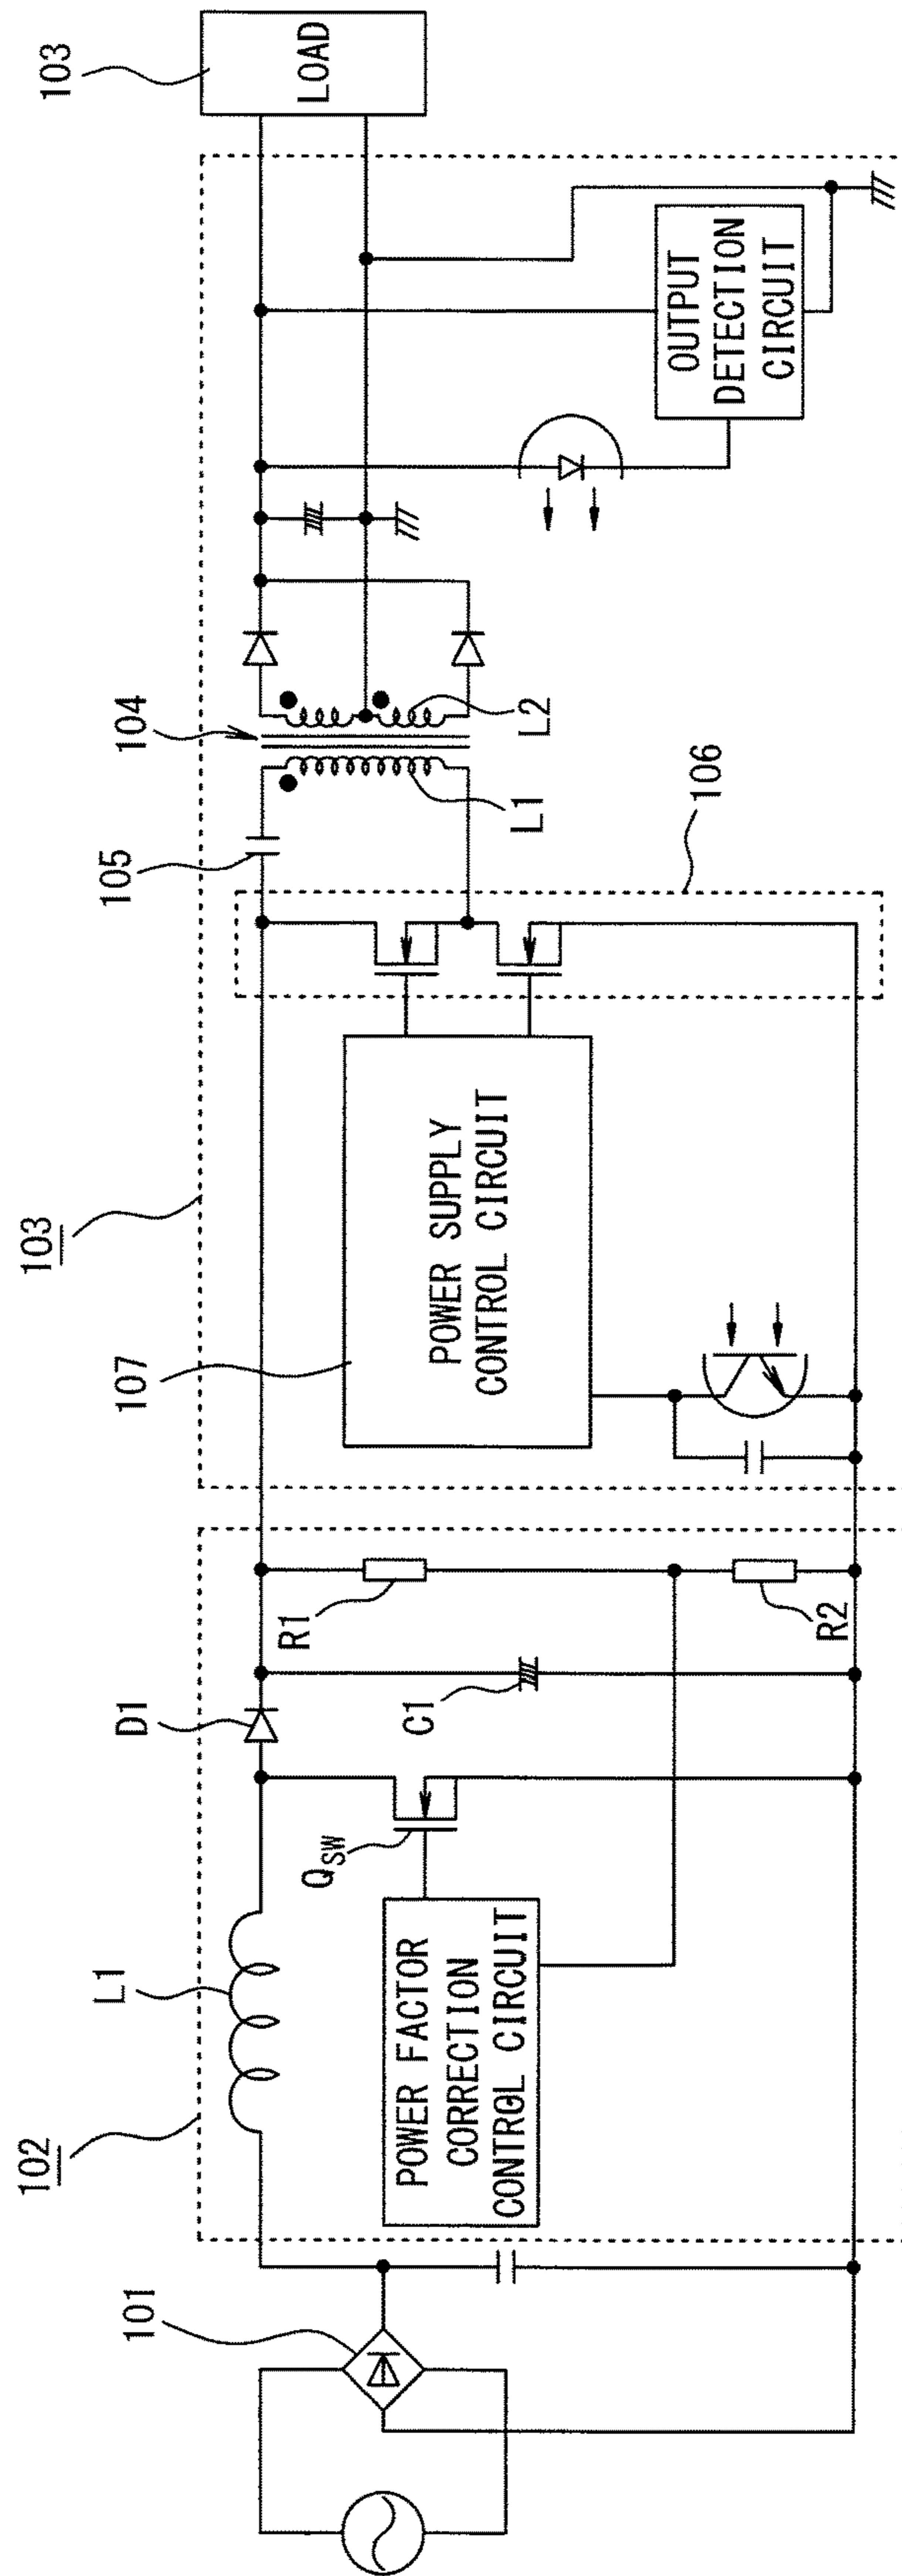 102
103
103
101
L1
D1
107
105
104
LOAD
R1
POWER FACTOR
CORRECTION
CONTROL CIRCUIT
QSW
C1
R2
POWER SUPPLY
CONTROL CIRCUIT
L1
L2
106
OUTPUT
DETECTION
CIRCUIT